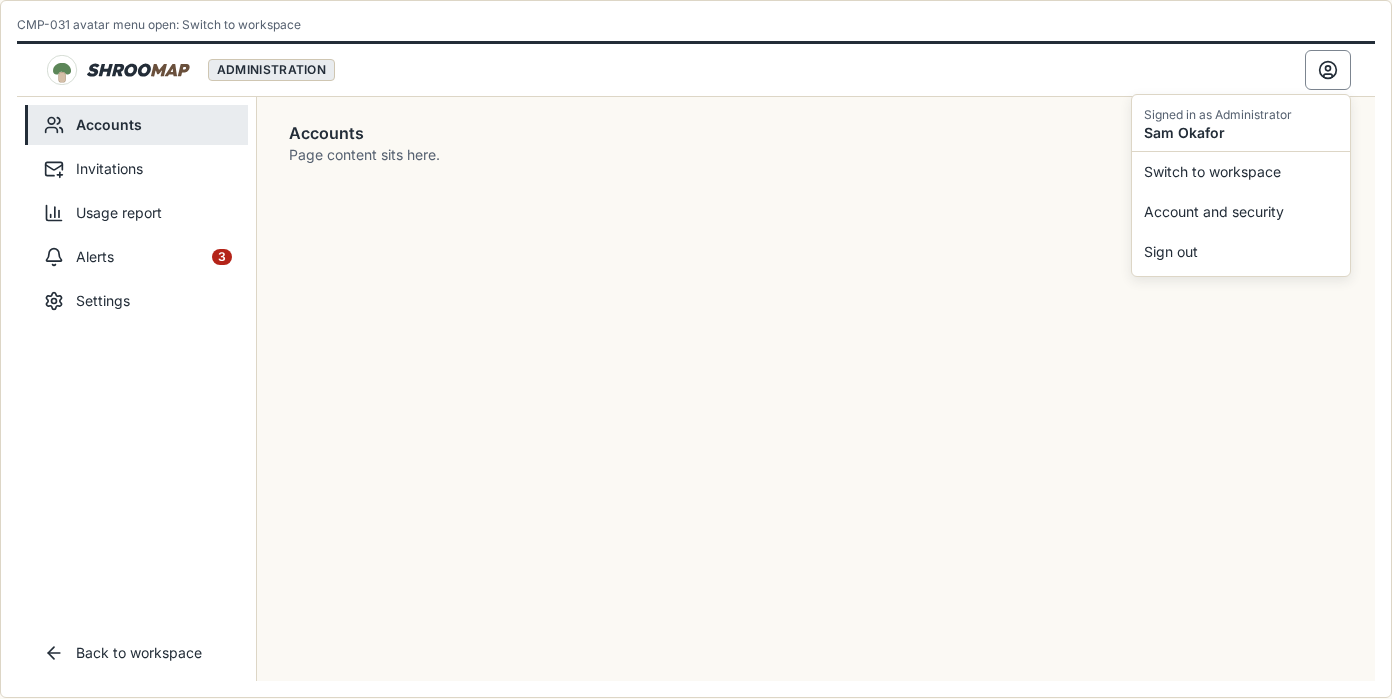 CMP-031 avatar menu open: Switch to workspace
SHROOMAP ADMINISTRATION
Accounts
Invitations
Usage report
Alerts 3
Settings
Back to workspace
Accounts
Page content sits here.
Signed in as Administrator
Sam Okafor
Switch to workspace
Account and security
Sign out